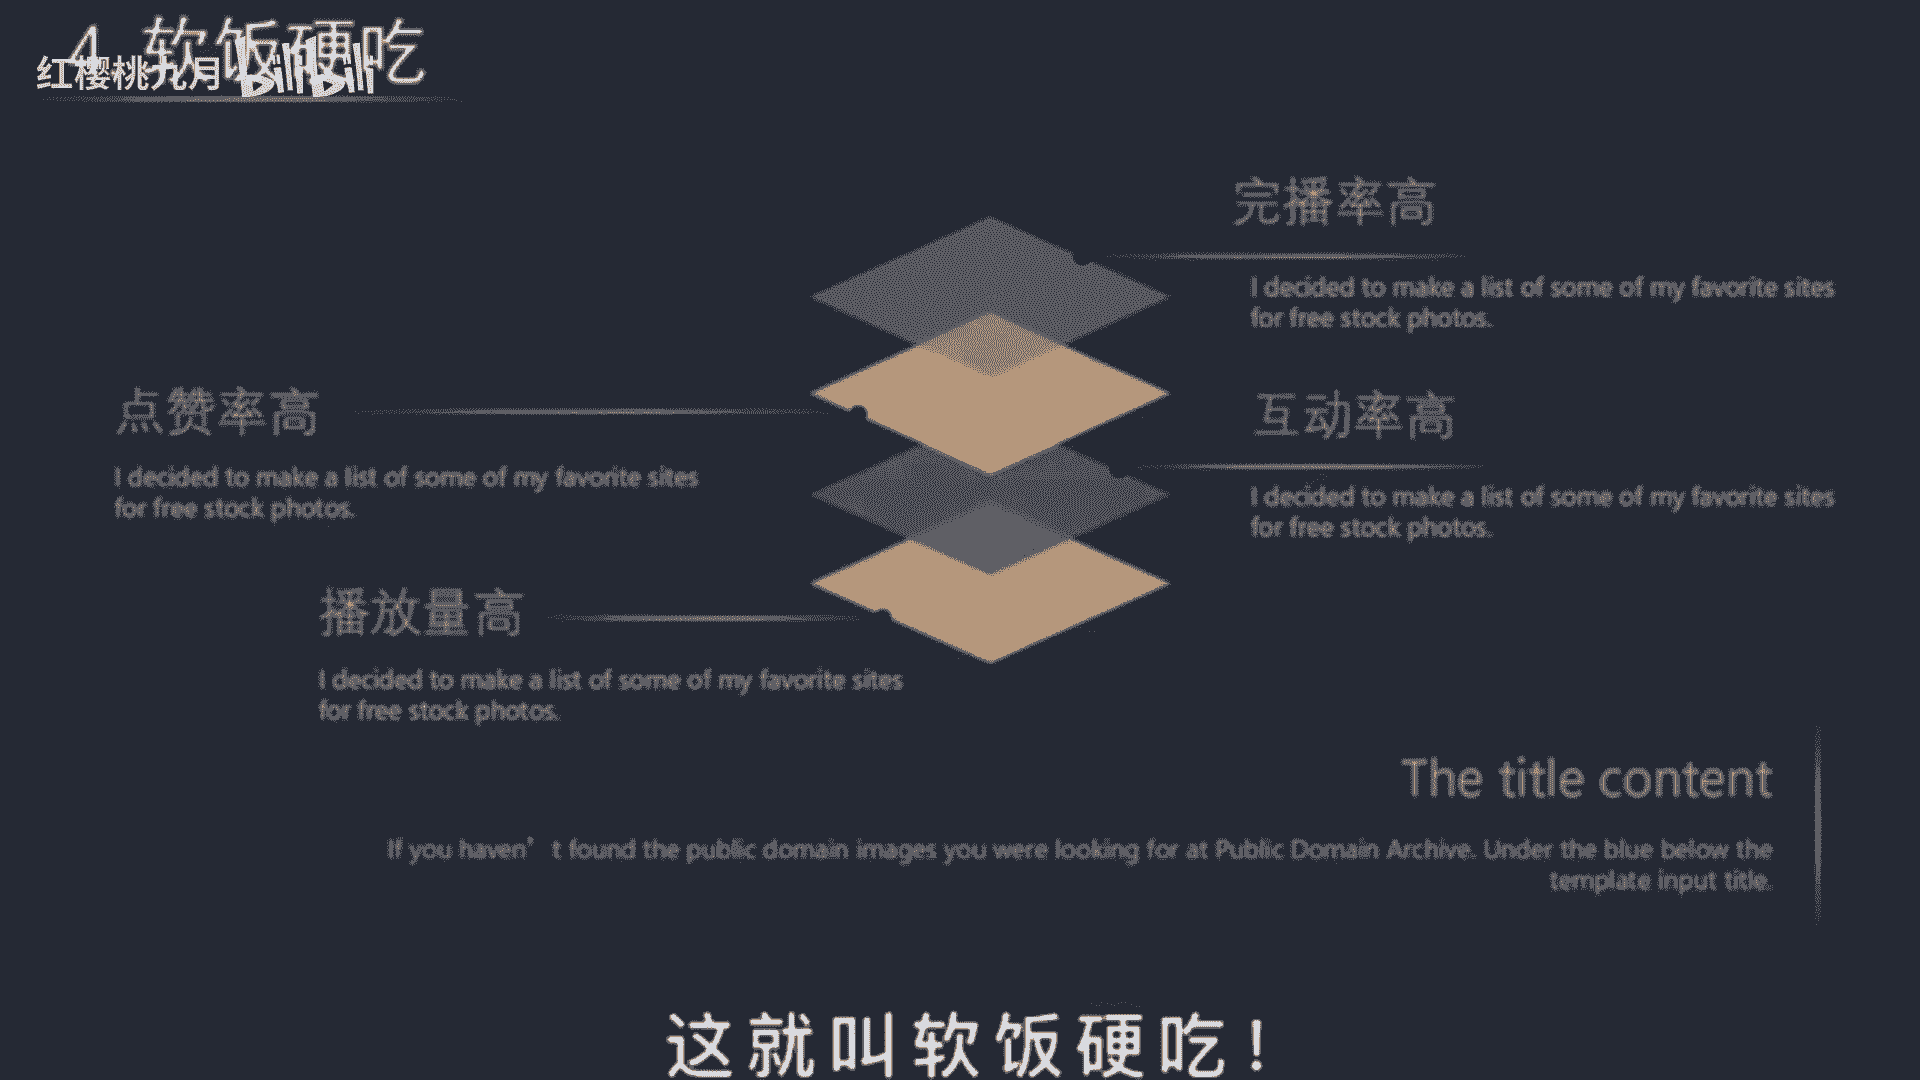 4 软饭硬吃
红樱桃九月 bilibili
完播率高
I decided to make a list of some of my favorite sites
for free stock photos.
点赞率高
I decided to make a list of some of my favorite sites
for free stock photos.
互动率高
I decided to make a list of some of my favorite sites
for free stock photos.
播放量高
I decided to make a list of some of my favorite sites
for free stock photos.
The title content
If you haven’t found the public domain images you were looking for at Public Domain Archive. Under the blue below the
template input title.
这就叫软饭硬吃!